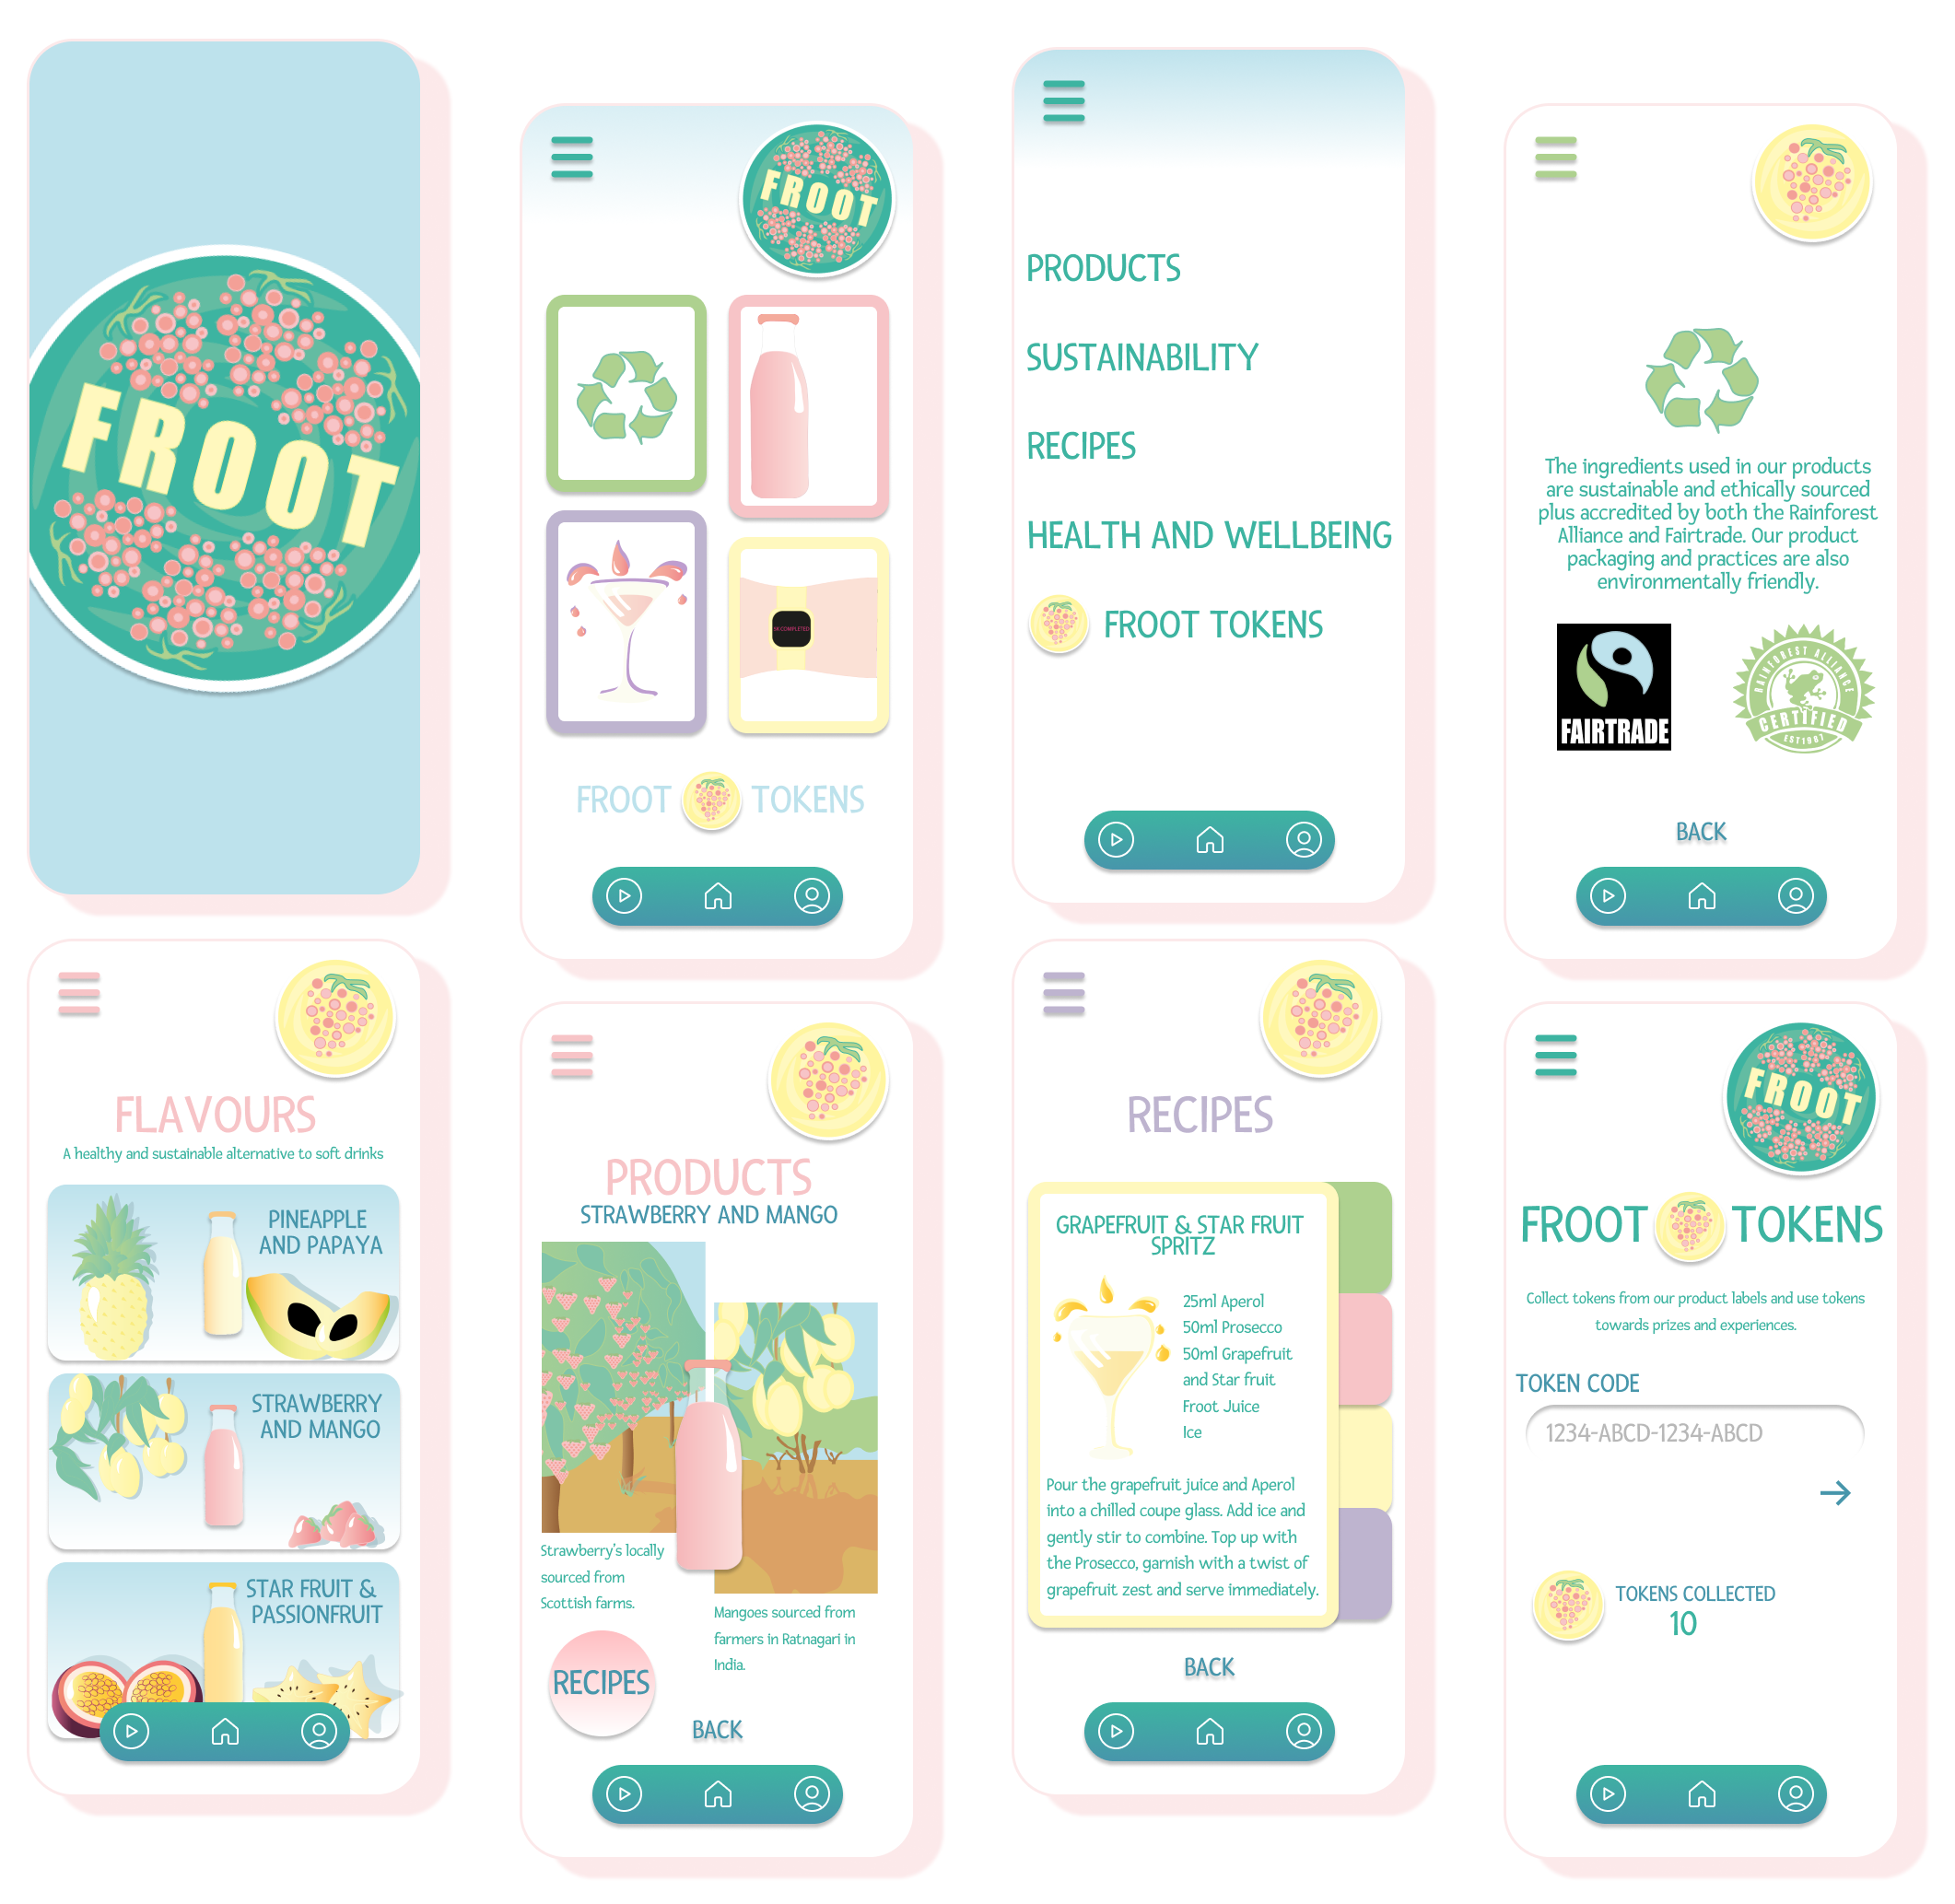 FROOT
FROOT
5K COMPLETED
FROOT TOKENS
PRODUCTS
SUSTAINABILITY
RECIPES
HEALTH AND WELLBEING
FROOT TOKENS
The ingredients used in our products
are sustainable and ethically sourced
plus accredited by both the Rainforest
Alliance and Fairtrade. Our product
packaging and practices are also
environmentally friendly.
FAIRTRADE
RAINFOREST ALLIANCE
CERTIFIED
EST1987
BACK
FLAVOURS
A healthy and sustainable alternative to soft drinks
PINEAPPLE
AND PAPAYA
STRAWBERRY
AND MANGO
STAR FRUIT &
PASSIONFRUIT
PRODUCTS
STRAWBERRY AND MANGO
Strawberry's locally
sourced from
Scottish farms.
Mangoes sourced from
farmers in Ratnagari in
India.
RECIPES
BACK
RECIPES
GRAPEFRUIT & STAR FRUIT
SPRITZ
25ml Aperol
50ml Prosecco
50ml Grapefruit
and Star fruit
Froot Juice
Ice
Pour the grapefruit juice and Aperol
into a chilled coupe glass. Add ice and
gently stir to combine. Top up with
the Prosecco, garnish with a twist of
grapefruit zest and serve immediately.
BACK
FROOT
FROOT TOKENS
Collect tokens from our product labels and use tokens
towards prizes and experiences.
TOKEN CODE
1234-ABCD-1234-ABCD
TOKENS COLLECTED
10